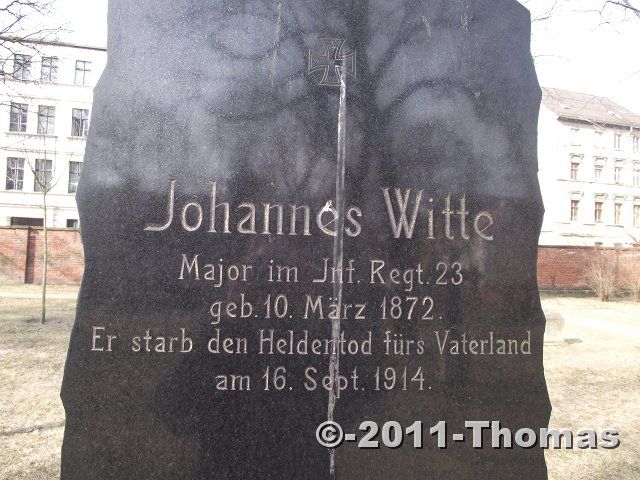 Johannes Witte
Major im Jnf. Regt. 23
geb. 10. März 1872.
Er starb den Heldentod fürs Vaterland
am 16. Sept. 1914.
©-2011-Thomas